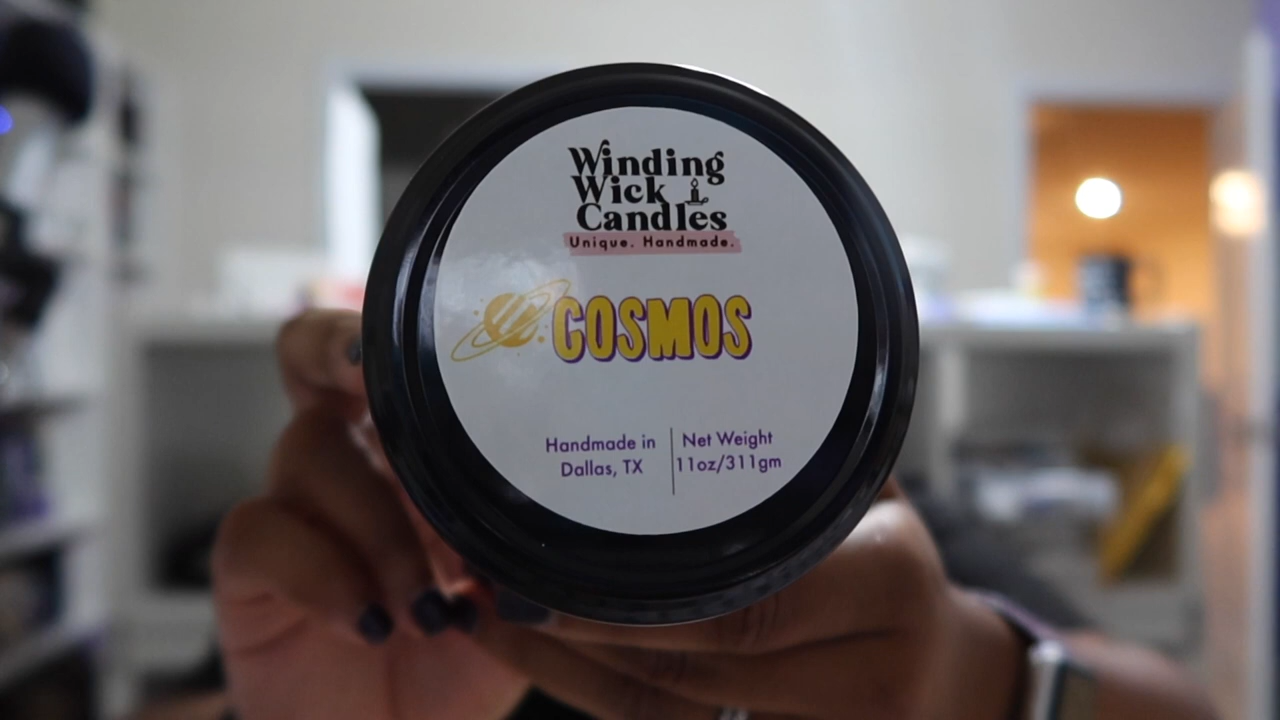 Winding
Wick
Candles
Unique. Handmade.
COSMOS
Handmade in
Dallas, TX
Net Weight
11oz/311gm